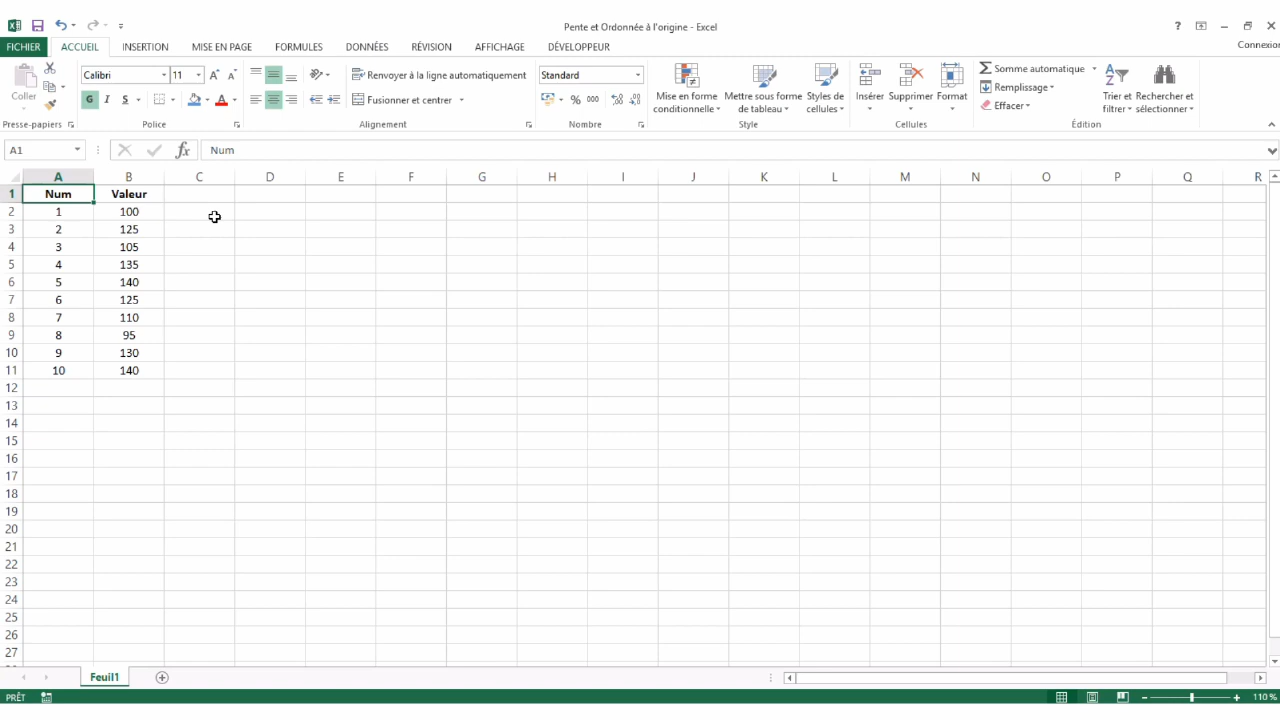 Pente et Ordonnée à l'origine - Excel
?
Connexio
FICHIER ACCUEIL INSERTION MISE EN PAGE FORMULES DONNÉES RÉVISION AFFICHAGE DÉVELOPPEUR
Coller
Presse-papiers
Calibri 11
G I S
Police
Renvoyer à la ligne automatiquement
Fusionner et centrer
Alignement
Standard
% 000
Nombre
Mise en forme conditionnelle
Mettre sous forme de tableau
Styles de cellules
Style
Insérer Supprimer Format
Cellules
Somme automatique
Remplissage
Effacer
Trier et filtrer
Rechercher et sélectionner
Édition
A1 fx Num
A B C D E F G H I J K L M N O P Q R
1 Num Valeur
2 1 100
3 2 125
4 3 105
5 4 135
6 5 140
7 6 125
8 7 110
9 8 95
10 9 130
11 10 140
12
13
14
15
16
17
18
19
20
21
22
23
24
25
26
27
Feuil1
PRÊT
110 %